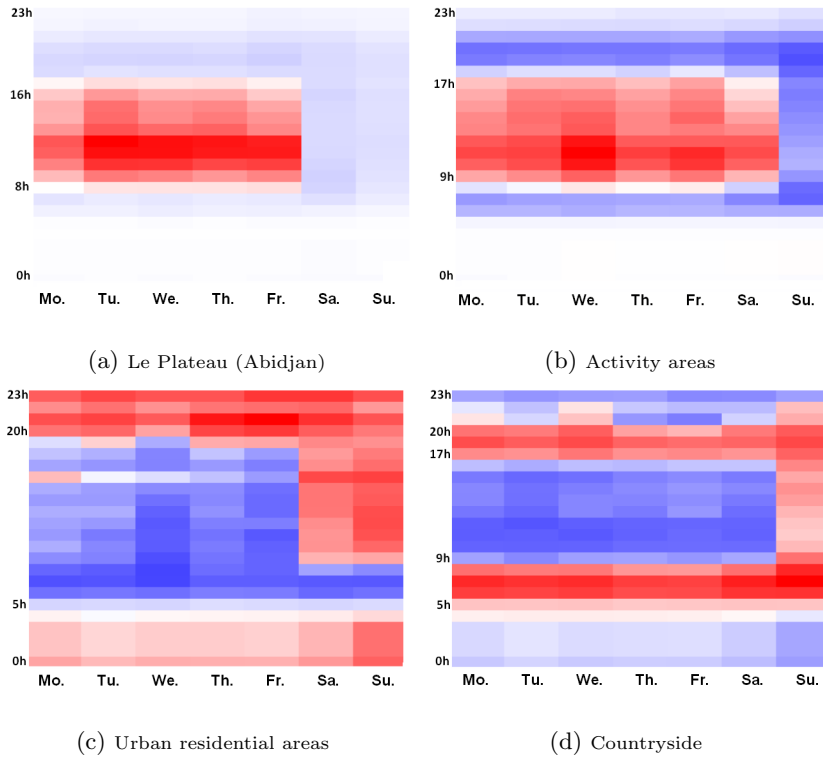 23h
16h
8h
0h
Mo. Tu. We. Th. Fr. Sa. Su.
(a) Le Plateau (Abidjan)
23h
17h
9h
0h
Mo. Tu. We. Th. Fr. Sa. Su.
(b) Activity areas
23h
20h
5h
0h
Mo. Tu. We. Th. Fr. Sa. Su.
(c) Urban residential areas
23h
20h
17h
9h
5h
0h
Mo. Tu. We. Th. Fr. Sa. Su.
(d) Countryside